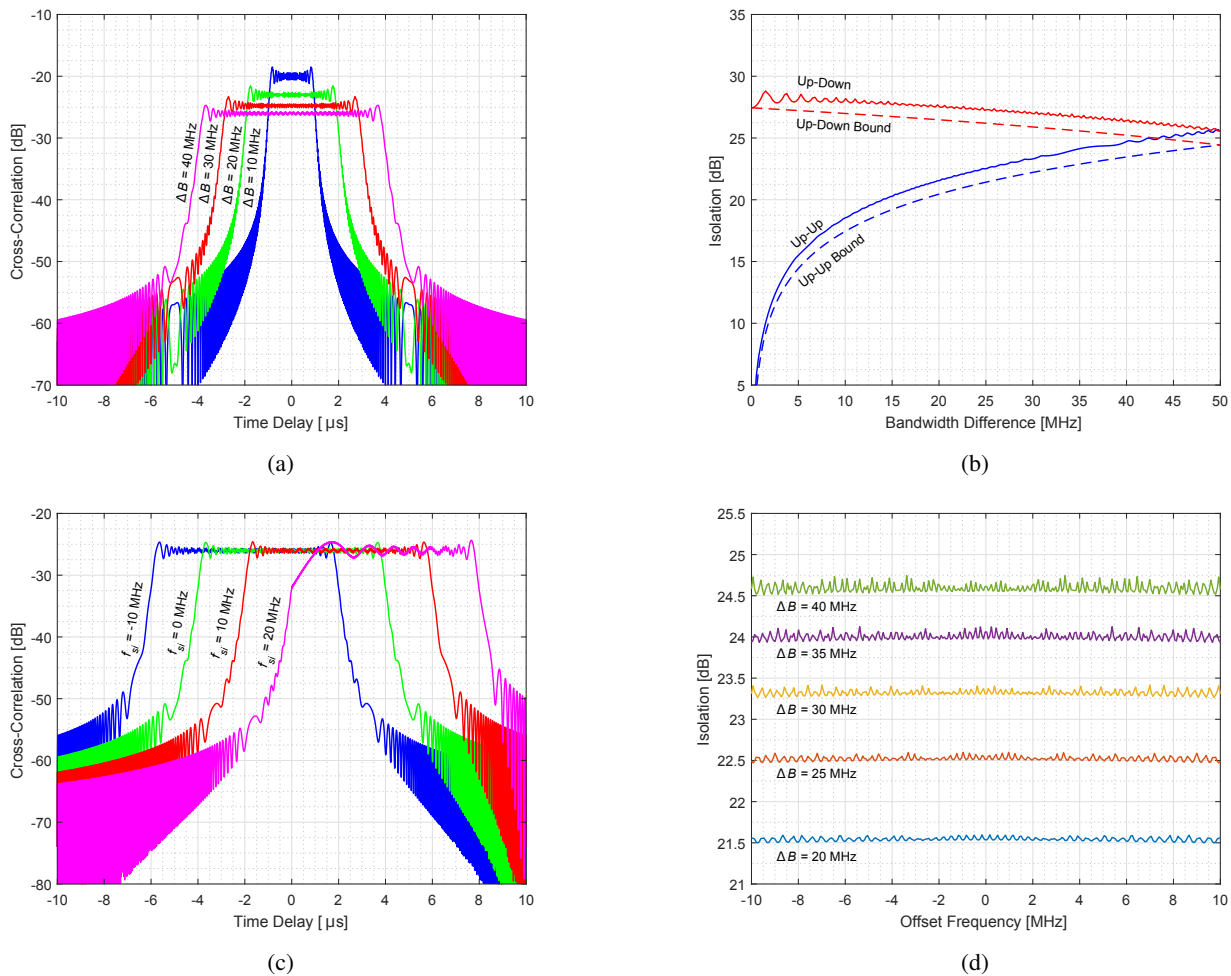 -10
-20
-30
-40
-50
-60
-70
Cross-Correlation [dB]
ΔB = 40 MHz
ΔB = 30 MHz
ΔB = 20 MHz
ΔB = 10 MHz
-10 -8 -6 -4 -2 0 2 4 6 8 10
Time Delay [ μs]
(a)
35
30
25
20
15
10
5
Isolation [dB]
Up-Down
Up-Down Bound
Up-Up
Up-Up Bound
0 5 10 15 20 25 30 35 40 45 50
Bandwidth Difference [MHz]
(b)
-20
-30
-40
-50
-60
-70
-80
Cross-Correlation [dB]
fsi = -10 MHz
fsi = 0 MHz
fsi = 10 MHz
fsi = 20 MHz
-10 -8 -6 -4 -2 0 2 4 6 8 10
Time Delay [ μs]
(c)
25.5
25
24.5
24
23.5
23
22.5
22
21.5
21
Isolation [dB]
ΔB = 40 MHz
ΔB = 35 MHz
ΔB = 30 MHz
ΔB = 25 MHz
ΔB = 20 MHz
-10 -8 -6 -4 -2 0 2 4 6 8 10
Offset Frequency [MHz]
(d)